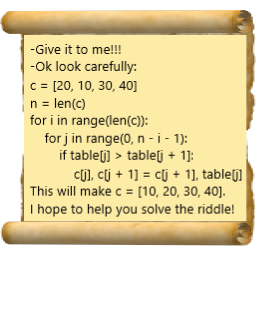 -Give it to me!!!
-Ok look carefully:
c = [20, 10, 30, 40]
n = len(c)
for i in range(len(c)):
for j in range(0, n - i - 1):
if table[j] > table[j + 1]:
c[j], c[j + 1] = c[j + 1], table[j]
This will make c = [10, 20, 30, 40].
I hope to help you solve the riddle!